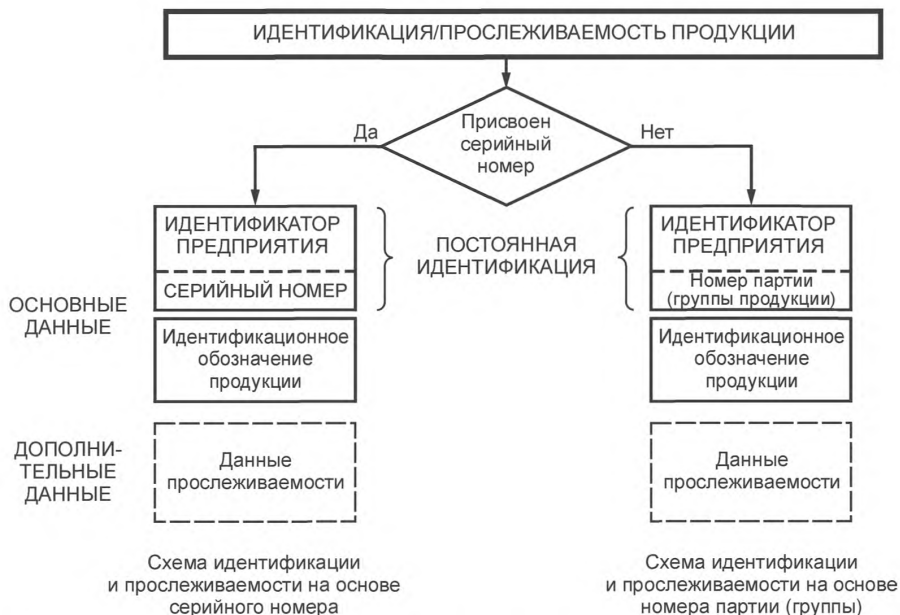 ИДЕНТИФИКАЦИЯ/ПРОСЛЕЖИВАЕМОСТЬ ПРОДУКЦИИ
Присвоен
серийный
номер
Да
Нет
ИДЕНТИФИКАТОР
ПРЕДПРИЯТИЯ
СЕРИЙНЫЙ НОМЕР
ПОСТОЯННАЯ
ИДЕНТИФИКАЦИЯ
ИДЕНТИФИКАТОР
ПРЕДПРИЯТИЯ
Номер партии
(группы продукции)
ОСНОВНЫЕ
ДАННЫЕ
Идентификационное
обозначение
продукции
Идентификационное
обозначение
продукции
ДОПОЛНИ-
ТЕЛЬНЫЕ
ДАННЫЕ
Данные
прослеживаемости
Данные
прослеживаемости
Схема идентификации
и прослеживаемости на основе
серийного номера
Схема идентификации
и прослеживаемости на основе
номера партии (группы)